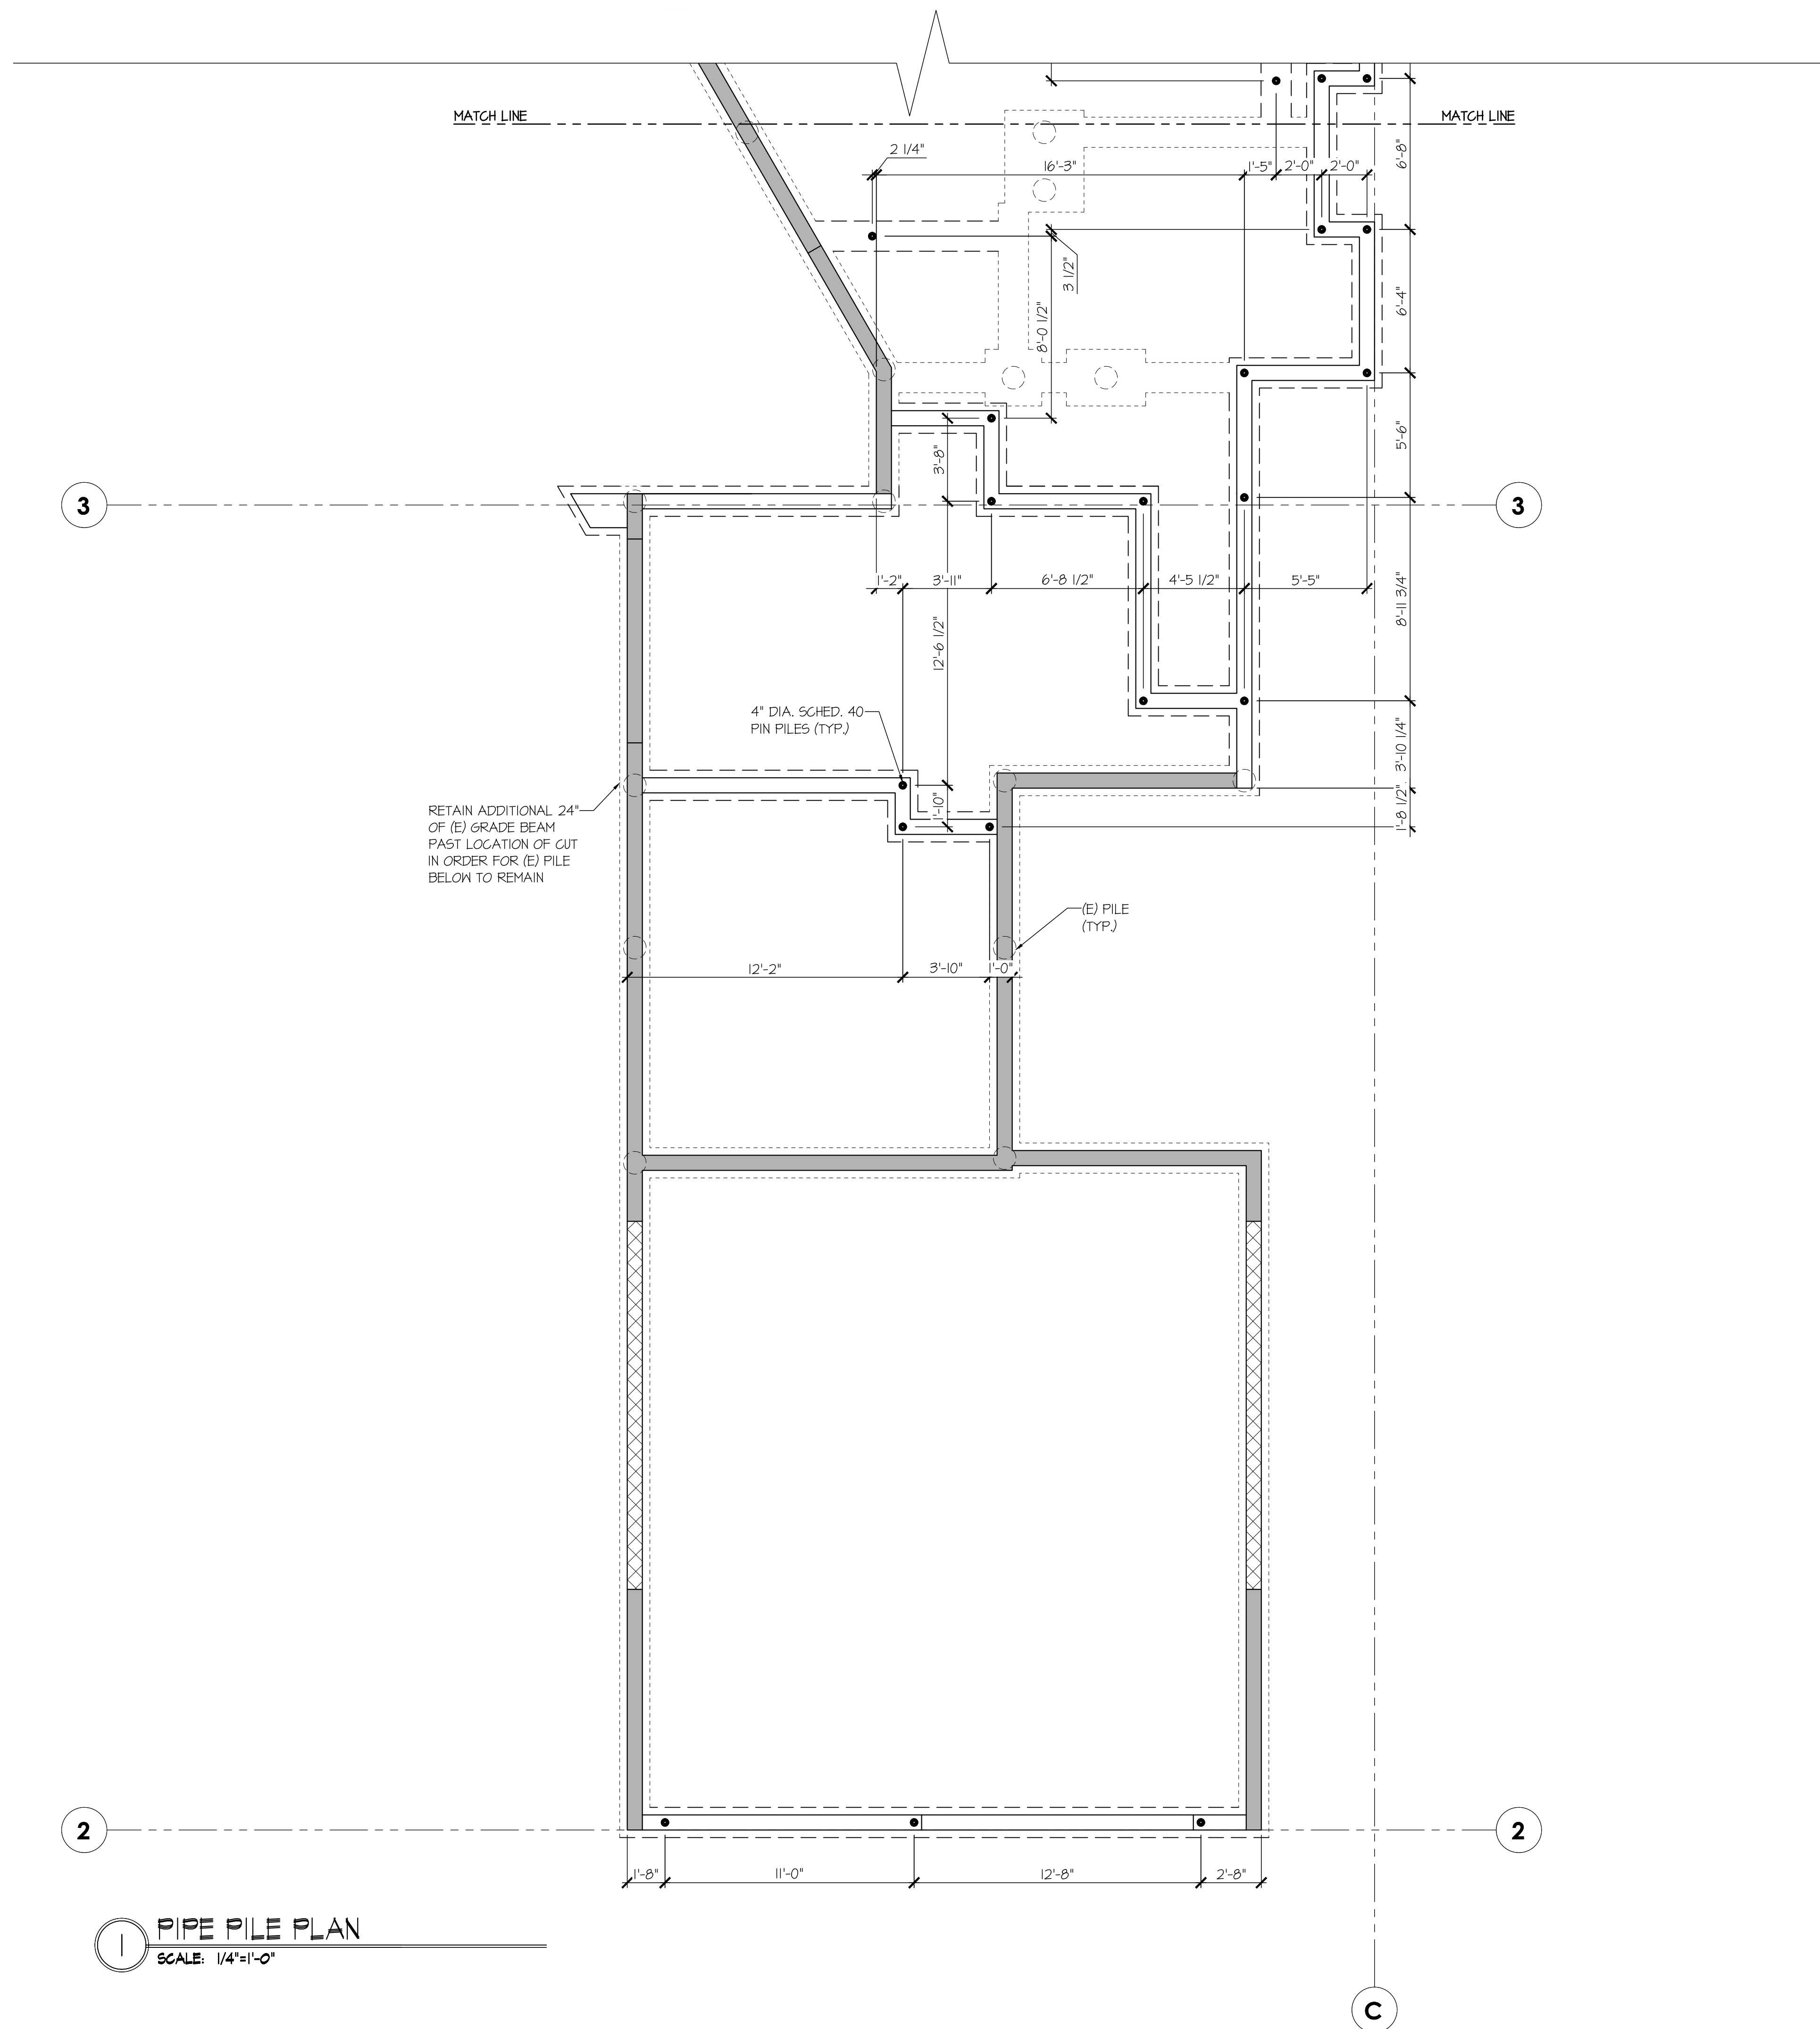 MATCH LINE
MATCH LINE
2 1/4"
16'-3"
1'-5"
2'-0"
2'-0"
6'-8"
3 1/2"
8'-0 1/2"
6'-4"
5'-6"
3'-8"
3
3
1'-2"
3'-11"
6'-8 1/2"
4'-5 1/2"
5'-5"
8'-11 3/4"
12'-6 1/2"
4" DIA. SCHED. 40
PIN PILES (TYP.)
3'-10 1/4"
1'-10"
1'-8 1/2"
RETAIN ADDITIONAL 24"
OF (E) GRADE BEAM
PAST LOCATION OF CUT
IN ORDER FOR (E) PILE
BELOW TO REMAIN
(E) PILE
(TYP.)
12'-2"
3'-10"
1'-0"
2
2
1'-8"
11'-0"
12'-8"
2'-8"
1
PIPE PILE PLAN
SCALE: 1/4"=1'-0"
C